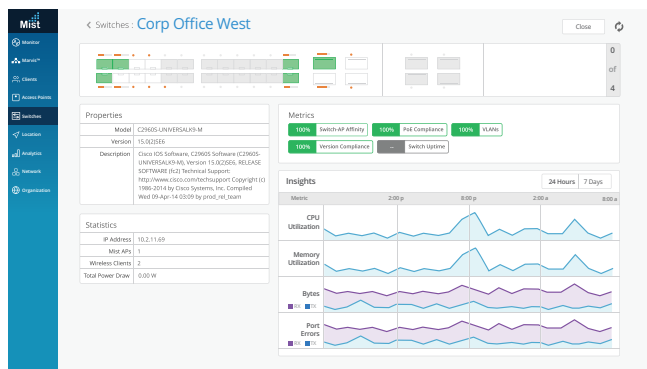 Mist
Switches : Corp Office West
Close
Monitor
Marvis™
Clients
Access Points
Switches
Location
Analytics
Network
Organization
0
of
4
Properties
Model C2960S-UNIVERSALK9-M
Version 15.0(2)SE6
Description Cisco IOS Software, C2960S Software (C2960S-
UNIVERSALK9-M), Version 15.0(2)SE6, RELEASE
SOFTWARE (fc2) Technical Support:
http://www.cisco.com/techsupport Copyright (c)
1986-2014 by Cisco Systems, Inc. Compiled
Wed 09-Apr-14 03:09 by prod_rel_team
Statistics
IP Address 10.2.11.69
Mist APs 1
Wireless Clients 2
Total Power Draw 0.00 W
Metrics
100% Switch-AP Affinity 100% PoE Compliance 100% VLANs
100% Version Compliance -- Switch Uptime
Insights
24 Hours 7 Days
Metric 2:00 p 8:00 p 2:00 a 8:00 a
CPU
Utilization
Memory
Utilization
Bytes
RX TX
Port
Errors
RX TX